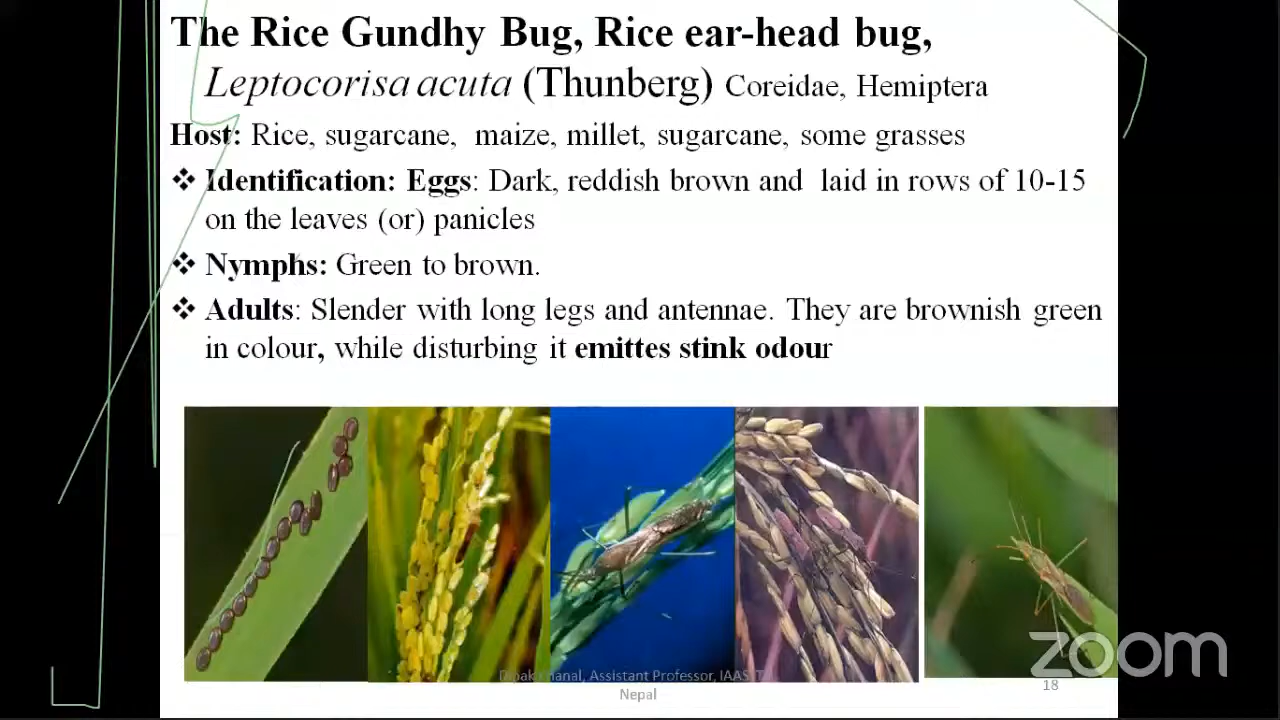 The Rice Gundhy Bug, Rice ear-head bug,
Leptocorisa acuta (Thunberg) Coreidae, Hemiptera
Host: Rice, sugarcane, maize, millet, sugarcane, some grasses
❖ Identification: Eggs: Dark, reddish brown and laid in rows of 10-15
on the leaves (or) panicles
❖ Nymphs: Green to brown.
❖ Adults: Slender with long legs and antennae. They are brownish green
in colour, while disturbing it emittes stink odour
Assistant Professor,
Nepal
18
zoom